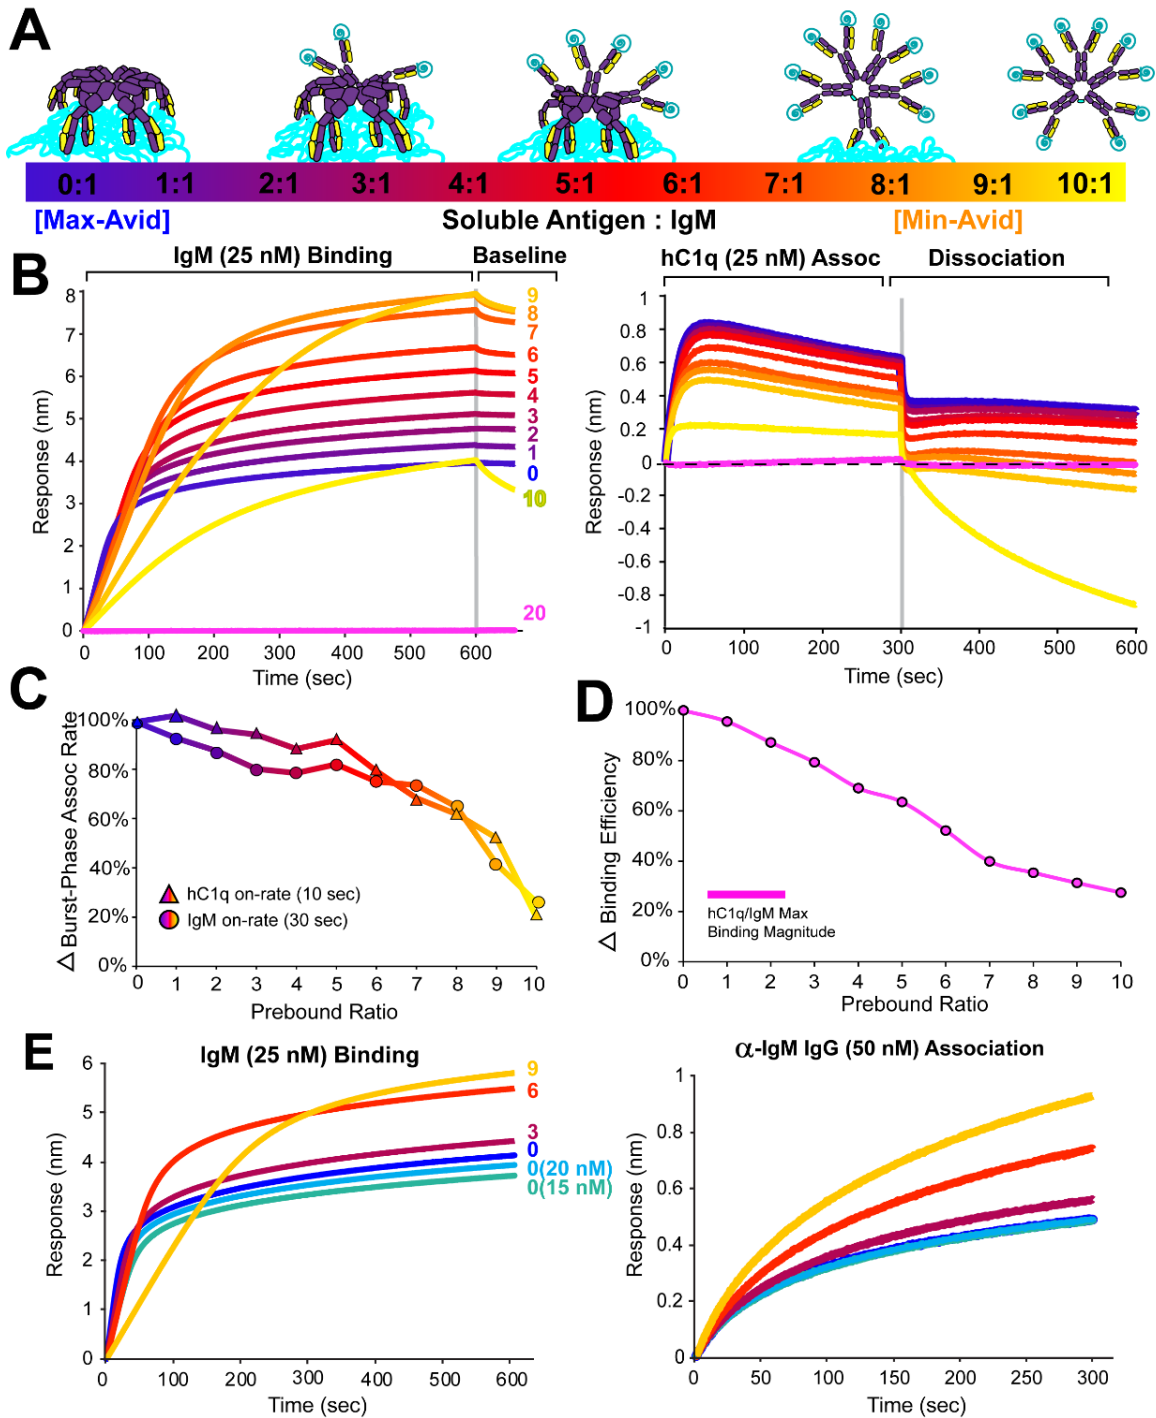 A
0:1 1:1 2:1 3:1 4:1 5:1 6:1 7:1 8:1 9:1 10:1
[Max-Avid] Soluble Antigen : IgM [Min-Avid]
B
IgM (25 nM) Binding Baseline
Response (nm)
8
7
6
5
4
3
2
1
0
0 100 200 300 400 500 600
Time (sec)
9
8
7
6
5
4
3
2
1
0
10
20
hC1q (25 nM) Assoc Dissociation
Response (nm)
1
0.8
0.6
0.4
0.2
0
-0.2
-0.4
-0.6
-0.8
-1
0 100 200 300 400 500 600
Time (sec)
C
Δ Burst-Phase Assoc Rate
100%
80%
60%
40%
20%
0%
hC1q on-rate (10 sec)
IgM on-rate (30 sec)
0 1 2 3 4 5 6 7 8 9 10
Prebound Ratio
D
Δ Binding Efficiency
100%
80%
60%
40%
20%
0%
hC1q/IgM Max
Binding Magnitude
0 1 2 3 4 5 6 7 8 9 10
Prebound Ratio
E
IgM (25 nM) Binding
Response (nm)
6
5
4
3
2
1
0
0 100 200 300 400 500 600
Time (sec)
9
6
3
0
0(20 nM)
0(15 nM)
α-IgM IgG (50 nM) Association
Response (nm)
1
0.8
0.6
0.4
0.2
0
0 50 100 150 200 250 300
Time (sec)